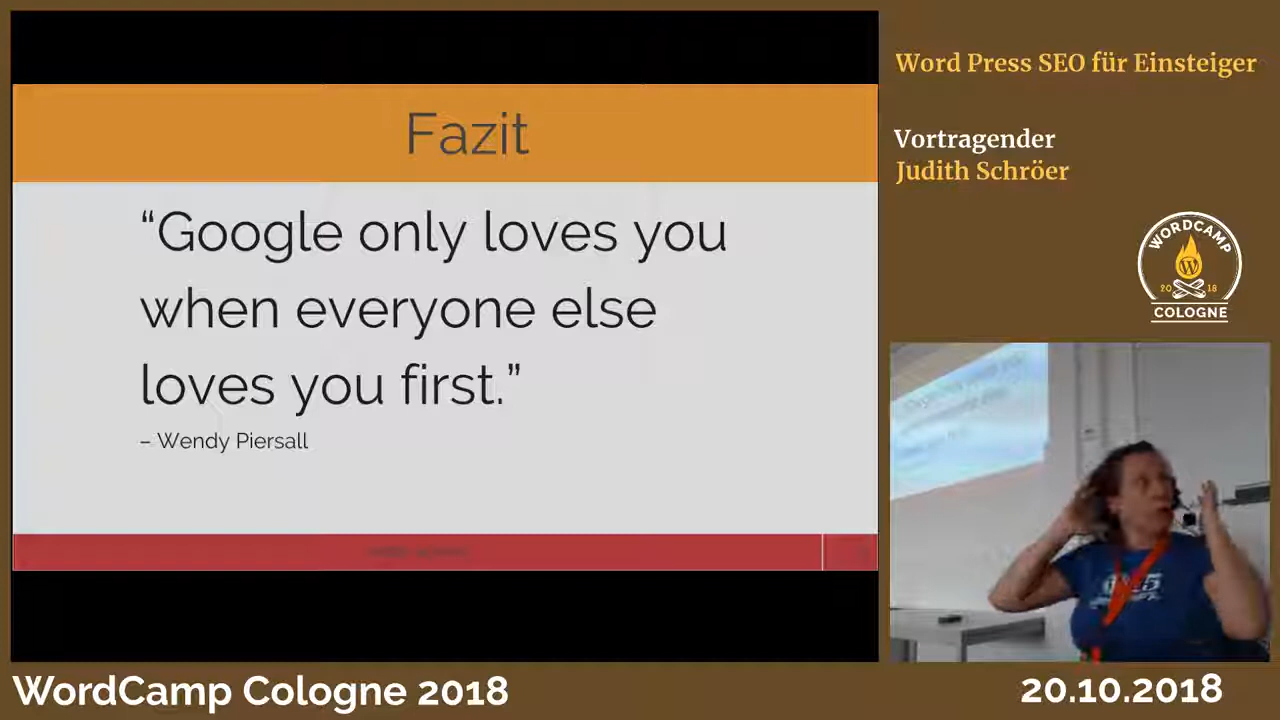 Fazit
“Google only loves you
when everyone else
loves you first.”
– Wendy Piersall
Word Press SEO für Einsteiger
Vortragender
Judith Schröer
WORDCAMP
20 18
COLOGNE
WordCamp Cologne 2018
20.10.2018